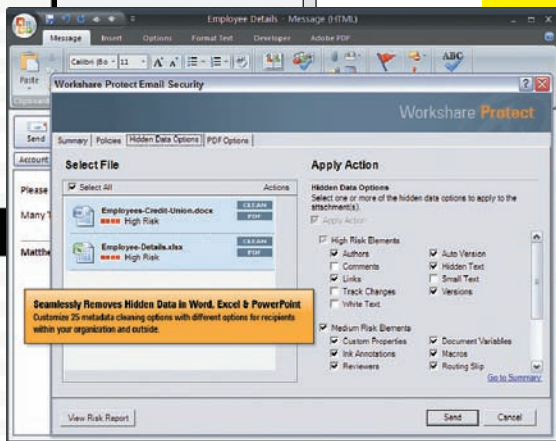 Employee Details - Message (HTML)
Message Insert Options Format Text Developer Adobe PDF
Calibri (Bo 11 A A ABC
Paste
Clipboard
Workshare Protect Email Security
Workshare Protect
Send
Summary Policies Hidden Data Options PDF Options
Account
Select File
Apply Action
Please
Select All Actions
Hidden Data Options
Select one or more of the hidden data options to apply to the
attachment(s).
Many
Employees-Credit-Union.docx
High Risk
CLEAN
PDF
Apply Action
High Risk Elements
Matthe
Employee-Details.xlsx
High Risk
CLEAN
PDF
Authors Auto Version
Comments Hidden Text
Links Small Text
Track Changes Versions
White Text
Seamlessly Removes Hidden Data in Word, Excel & PowerPoint
Customize 25 metadata cleaning options with different options for recipients
within your organization and outside.
Medium Risk Elements
Custom Properties Document Variables
Ink Annotations Macros
Reviewers Routing Slip
Go to Summary
View Risk Report Send Cancel